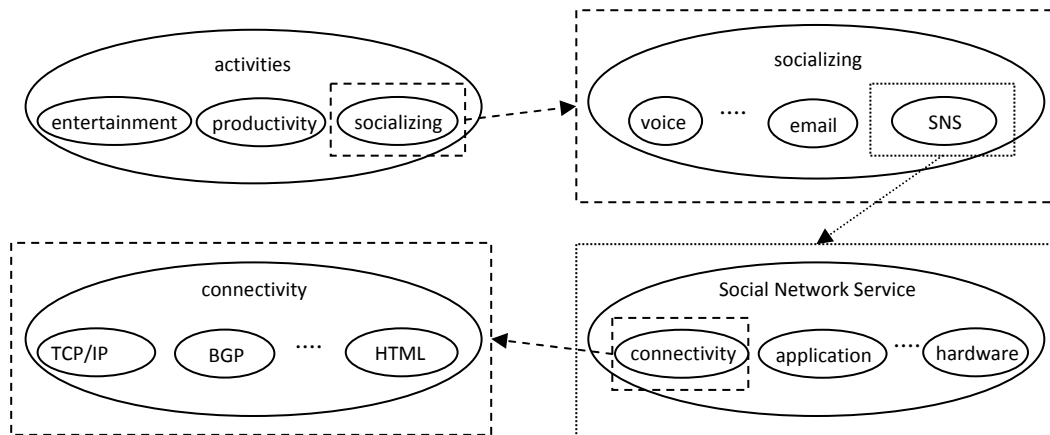 activities
entertainment productivity socializing
socializing
voice .... email SNS
connectivity
TCP/IP BGP .... HTML
Social Network Service
connectivity application .... hardware